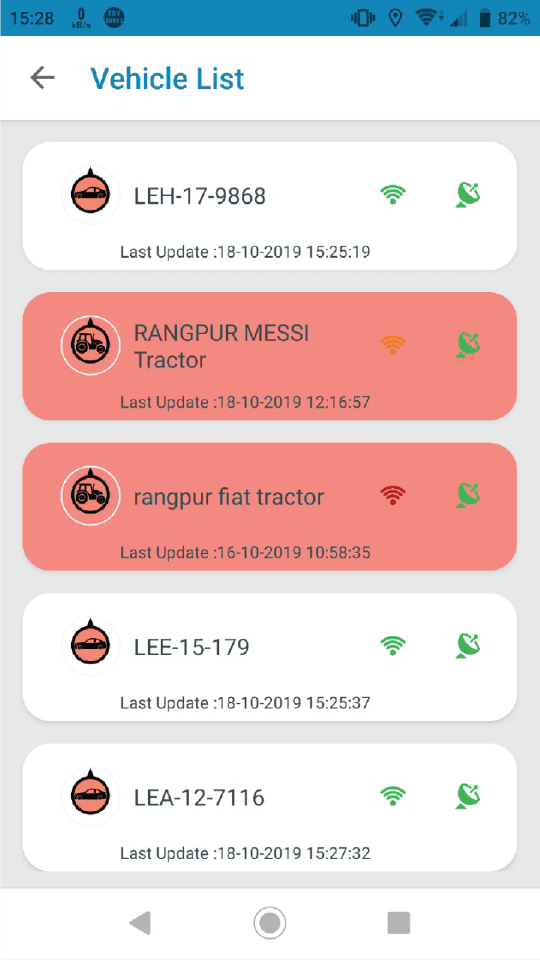 15:28 0 kB/s 82%
Vehicle List
LEH-17-9868
Last Update :18-10-2019 15:25:19
RANGPUR MESSI
Tractor
Last Update :18-10-2019 12:16:57
rangpur fiat tractor
Last Update :16-10-2019 10:58:35
LEE-15-179
Last Update :18-10-2019 15:25:37
LEA-12-7116
Last Update :18-10-2019 15:27:32